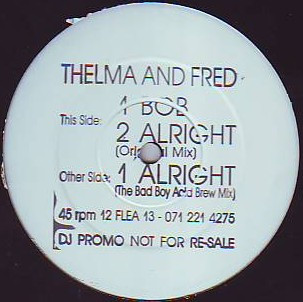 THELMA AND FRED
1 BOB
This Side:
2 ALRIGHT
(Original Mix)
Other Side: 1 ALRIGHT
(The Bad Boy Acid Brew Mix)
45 rpm 12 FLEA 13 - 071 221 4275
DJ PROMO NOT FOR RE-SALE